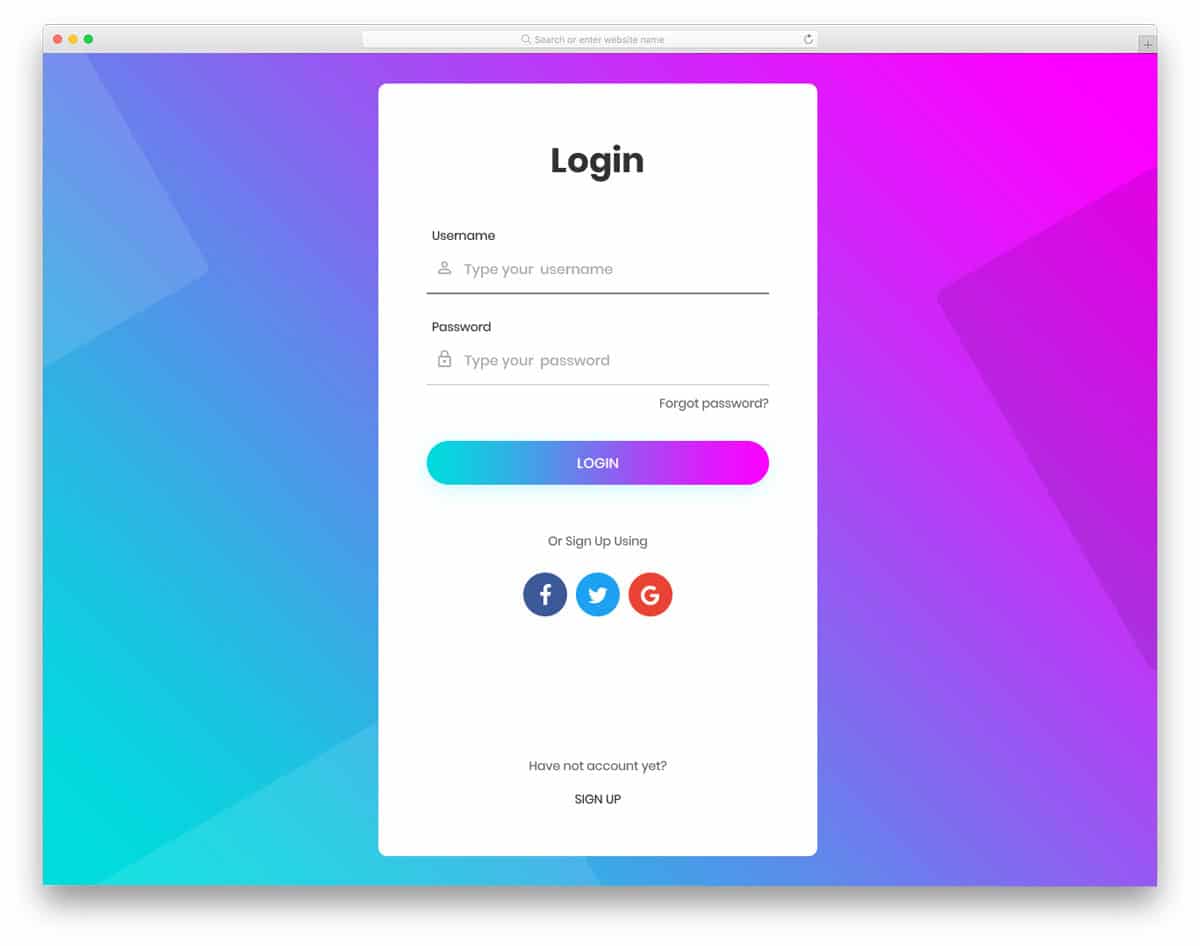 Search or enter website name
Login
Username
Type your username
Password
Type your password
Forgot password?
LOGIN
Or Sign Up Using
Have not account yet?
SIGN UP